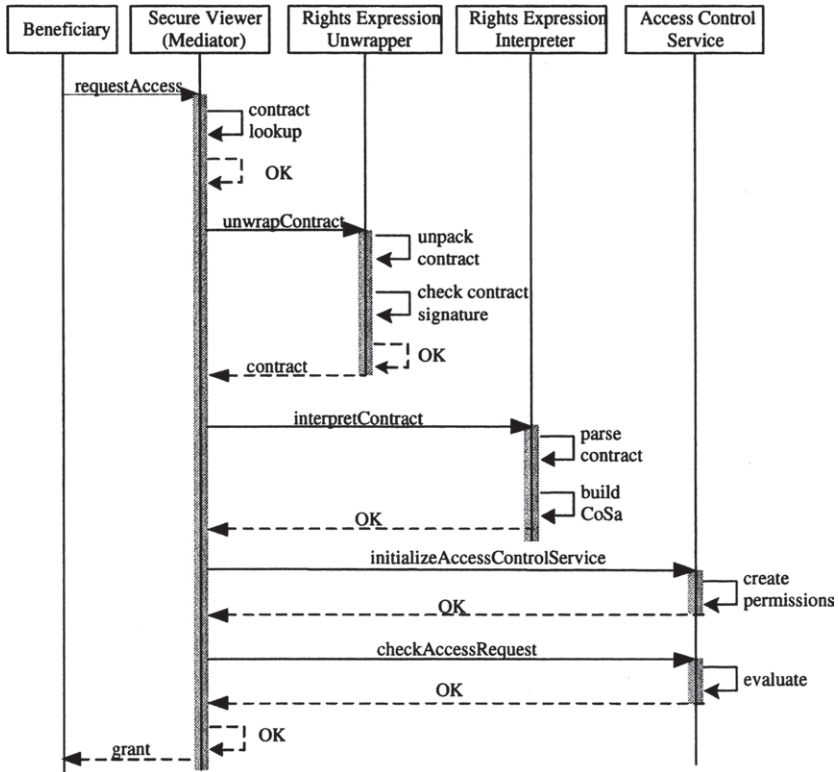 Beneficiary
Secure Viewer
(Mediator)
Rights Expression
Unwrapper
Rights Expression
Interpreter
Access Control
Service
requestAccess
contract
lookup
OK
unwrapContract
unpack
contract
check contract
signature
OK
contract
interpretContract
parse
contract
build
CoSa
OK
initializeAccessControlService
create
permissions
OK
checkAccessRequest
evaluate
OK
OK
grant